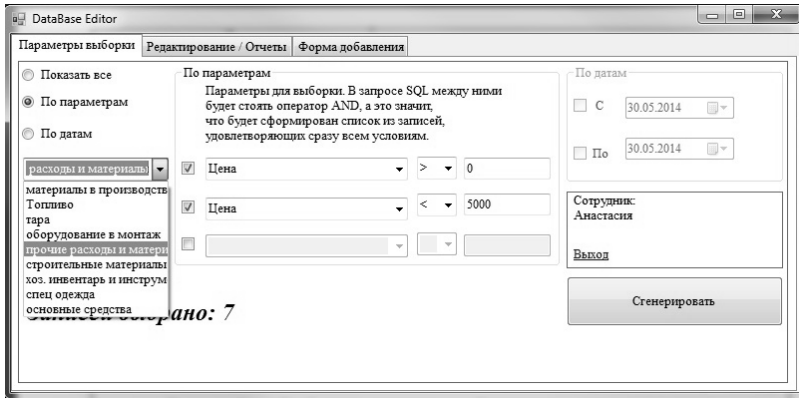 DataBase Editor
Параметры выборки Редактирование / Отчеты Форма добавления
Показать все
По параметрам
По датам
расходы и материалы
материалы в производств
Топливо
тара
оборудование в монтаж
прочие расходы и матери
строительные материалы
хоз. инвентарь и инструм
спец одежда
основные средства
По параметрам
Параметры для выборки. В запросе SQL между ними
будет стоять оператор AND, а это значит,
что будет сформирован список из записей,
удовлетворяющих сразу всем условиям.
Цена > 0
Цена < 5000
По датам
С 30.05.2014
По 30.05.2014
Сотрудник:
Анастасия
Выход
Сгенерировать
7